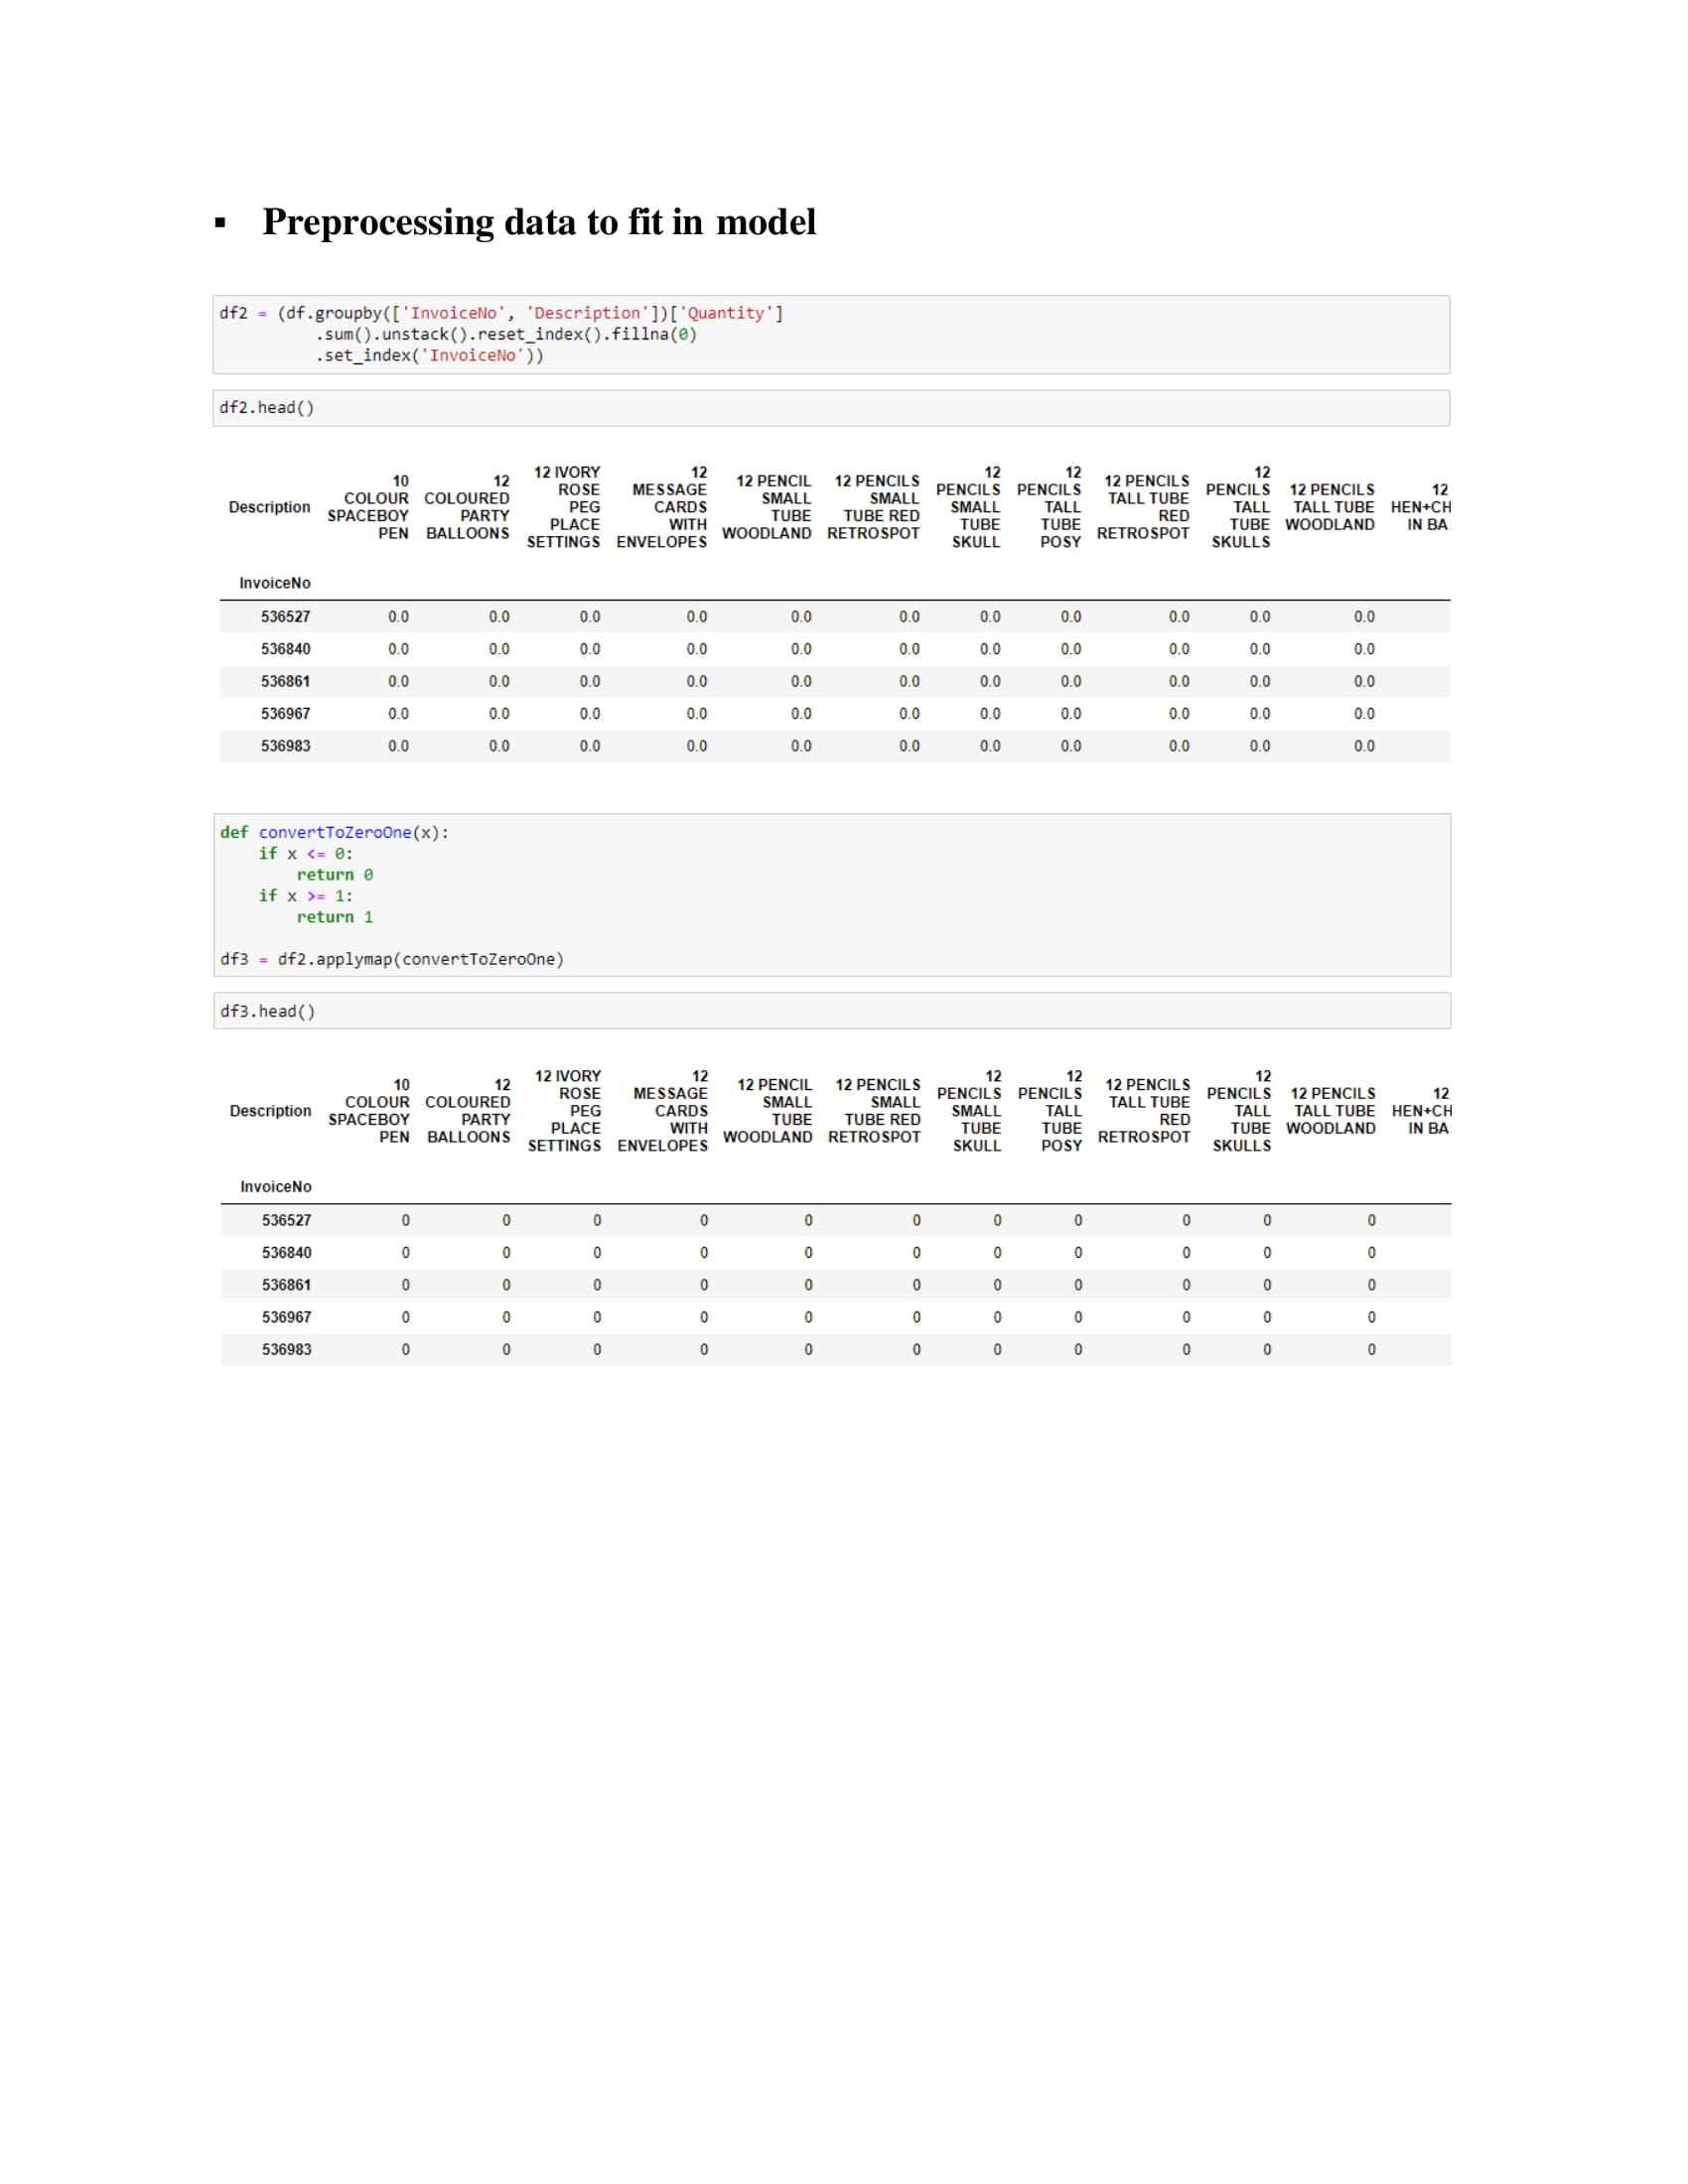 ▪ Preprocessing data to fit in model
df2 = (df.groupby(['InvoiceNo', 'Description'])['Quantity']
.sum().unstack().reset_index().fillna(0)
.set_index('InvoiceNo'))
df2.head()
Description 10 COLOUR SPACEBOY PEN 12 COLOURED PARTY BALLOONS 12 IVORY ROSE PEG PLACE SETTINGS 12 MESSAGE CARDS WITH ENVELOPES 12 PENCIL SMALL TUBE WOODLAND 12 PENCILS SMALL TUBE RED RETROSPOT 12 PENCILS SMALL TUBE SKULL 12 PENCILS TALL TUBE POSY 12 PENCILS TALL TUBE RED RETROSPOT 12 PENCILS TALL TUBE SKULLS 12 PENCILS TALL TUBE WOODLAND 12 HEN+CH IN BA
InvoiceNo
536527 0.0 0.0 0.0 0.0 0.0 0.0 0.0 0.0 0.0 0.0 0.0
536840 0.0 0.0 0.0 0.0 0.0 0.0 0.0 0.0 0.0 0.0 0.0
536861 0.0 0.0 0.0 0.0 0.0 0.0 0.0 0.0 0.0 0.0 0.0
536967 0.0 0.0 0.0 0.0 0.0 0.0 0.0 0.0 0.0 0.0 0.0
536983 0.0 0.0 0.0 0.0 0.0 0.0 0.0 0.0 0.0 0.0 0.0
def convertToZeroOne(x):
if x <= 0:
return 0
if x >= 1:
return 1
df3 = df2.applymap(convertToZeroOne)
df3.head()
Description 10 COLOUR SPACEBOY PEN 12 COLOURED PARTY BALLOONS 12 IVORY ROSE PEG PLACE SETTINGS 12 MESSAGE CARDS WITH ENVELOPES 12 PENCIL SMALL TUBE WOODLAND 12 PENCILS SMALL TUBE RED RETROSPOT 12 PENCILS SMALL TUBE SKULL 12 PENCILS TALL TUBE POSY 12 PENCILS TALL TUBE RED RETROSPOT 12 PENCILS TALL TUBE SKULLS 12 PENCILS TALL TUBE WOODLAND 12 HEN+CH IN BA
InvoiceNo
536527 0 0 0 0 0 0 0 0 0 0 0
536840 0 0 0 0 0 0 0 0 0 0 0
536861 0 0 0 0 0 0 0 0 0 0 0
536967 0 0 0 0 0 0 0 0 0 0 0
536983 0 0 0 0 0 0 0 0 0 0 0